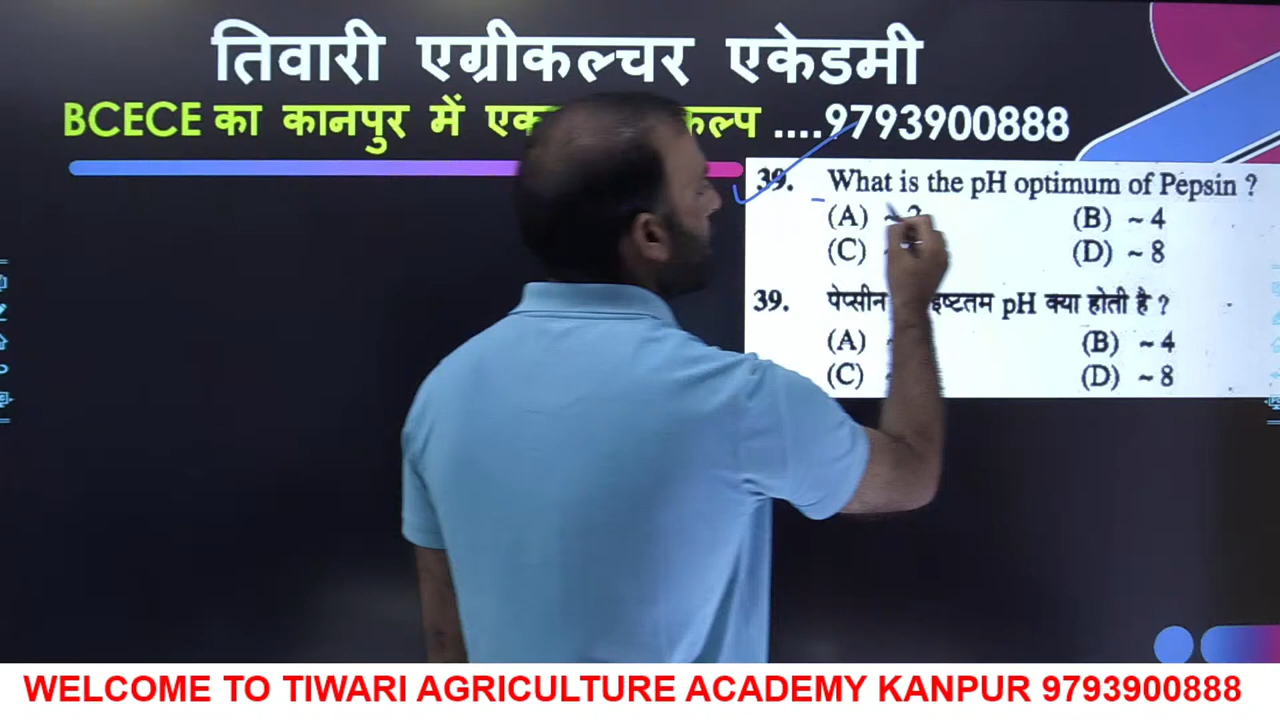 तिवारी एग्रीकल्चर एकेडमी
BCECE का कानपुर में ....9793900888
39. What is the pH optimum of Pepsin ?
(A) ~ (B) ~ 4
(C) (D) ~ 8
39. पेप्सीन इष्टतम pH क्या होती है ?
(A) (B) ~ 4
(C) (D) ~ 8
WELCOME TO TIWARI AGRICULTURE ACADEMY KANPUR 9793900888